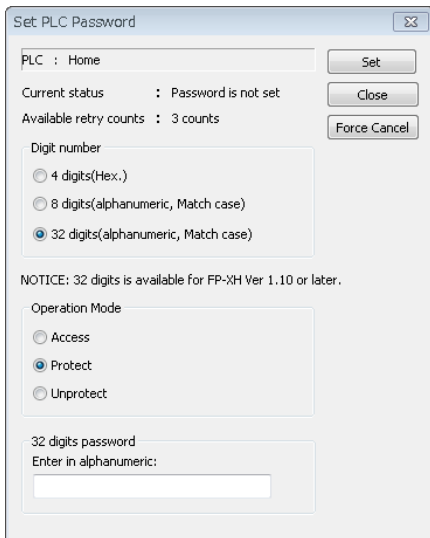 Set PLC Password
PLC : Home
Set
Current status : Password is not set
Close
Available retry counts : 3 counts
Force Cancel
Digit number
4 digits(Hex.)
8 digits(alphanumeric, Match case)
32 digits(alphanumeric, Match case)
NOTICE: 32 digits is available for FP-XH Ver 1.10 or later.
Operation Mode
Access
Protect
Unprotect
32 digits password
Enter in alphanumeric: